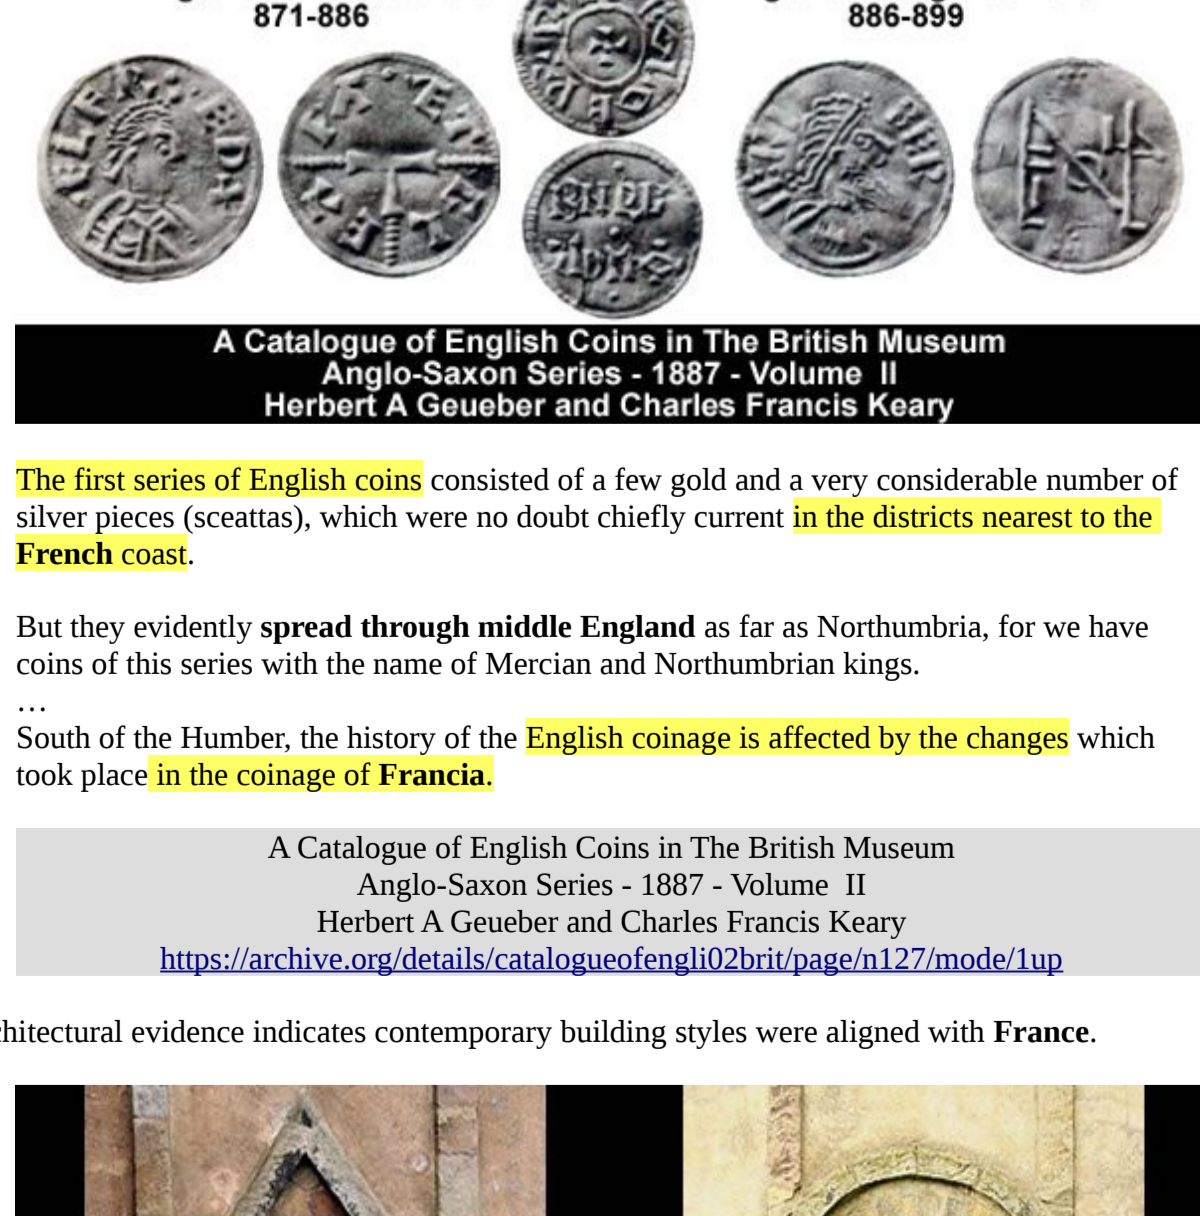 871-886
886-899
A Catalogue of English Coins in The British Museum
Anglo-Saxon Series - 1887 - Volume II
Herbert A Geueber and Charles Francis Keary
The first series of English coins consisted of a few gold and a very considerable number of
silver pieces (sceattas), which were no doubt chiefly current in the districts nearest to the
French coast.
But they evidently spread through middle England as far as Northumbria, for we have
coins of this series with the name of Mercian and Northumbrian kings.
…
South of the Humber, the history of the English coinage is affected by the changes which
took place in the coinage of Francia.
A Catalogue of English Coins in The British Museum
Anglo-Saxon Series - 1887 - Volume II
Herbert A Geueber and Charles Francis Keary
https://archive.org/details/catalogueofengli02brit/page/n127/mode/1up
chitectural evidence indicates contemporary building styles were aligned with France.